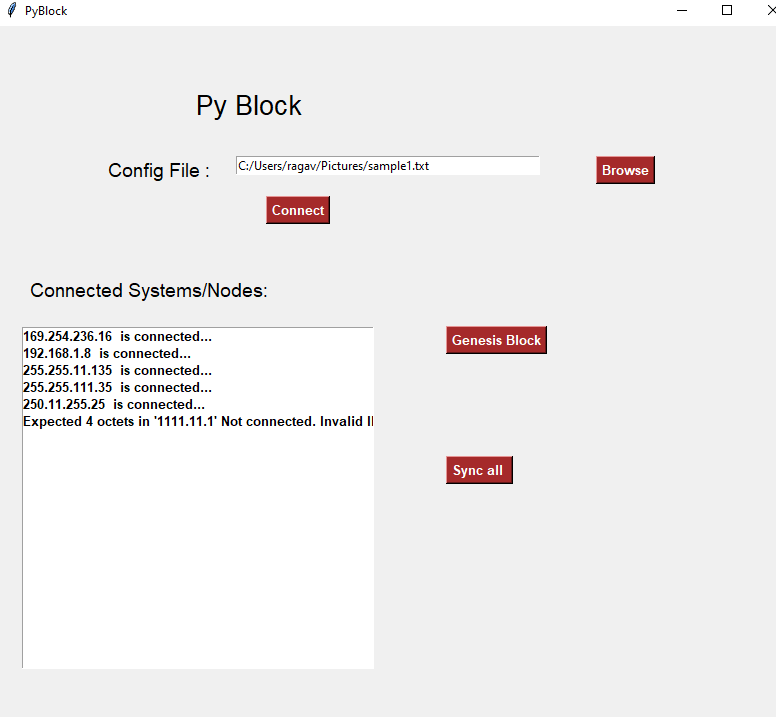 PyBlock
Py Block
Config File :
C:/Users/ragav/Pictures/sample1.txt
Browse
Connect
Connected Systems/Nodes:
169.254.236.16  is connected...
192.168.1.8  is connected...
255.255.11.135  is connected...
255.255.111.35  is connected...
250.11.255.25  is connected...
Expected 4 octets in '1111.11.1' Not connected. Invalid
Genesis Block
Sync all